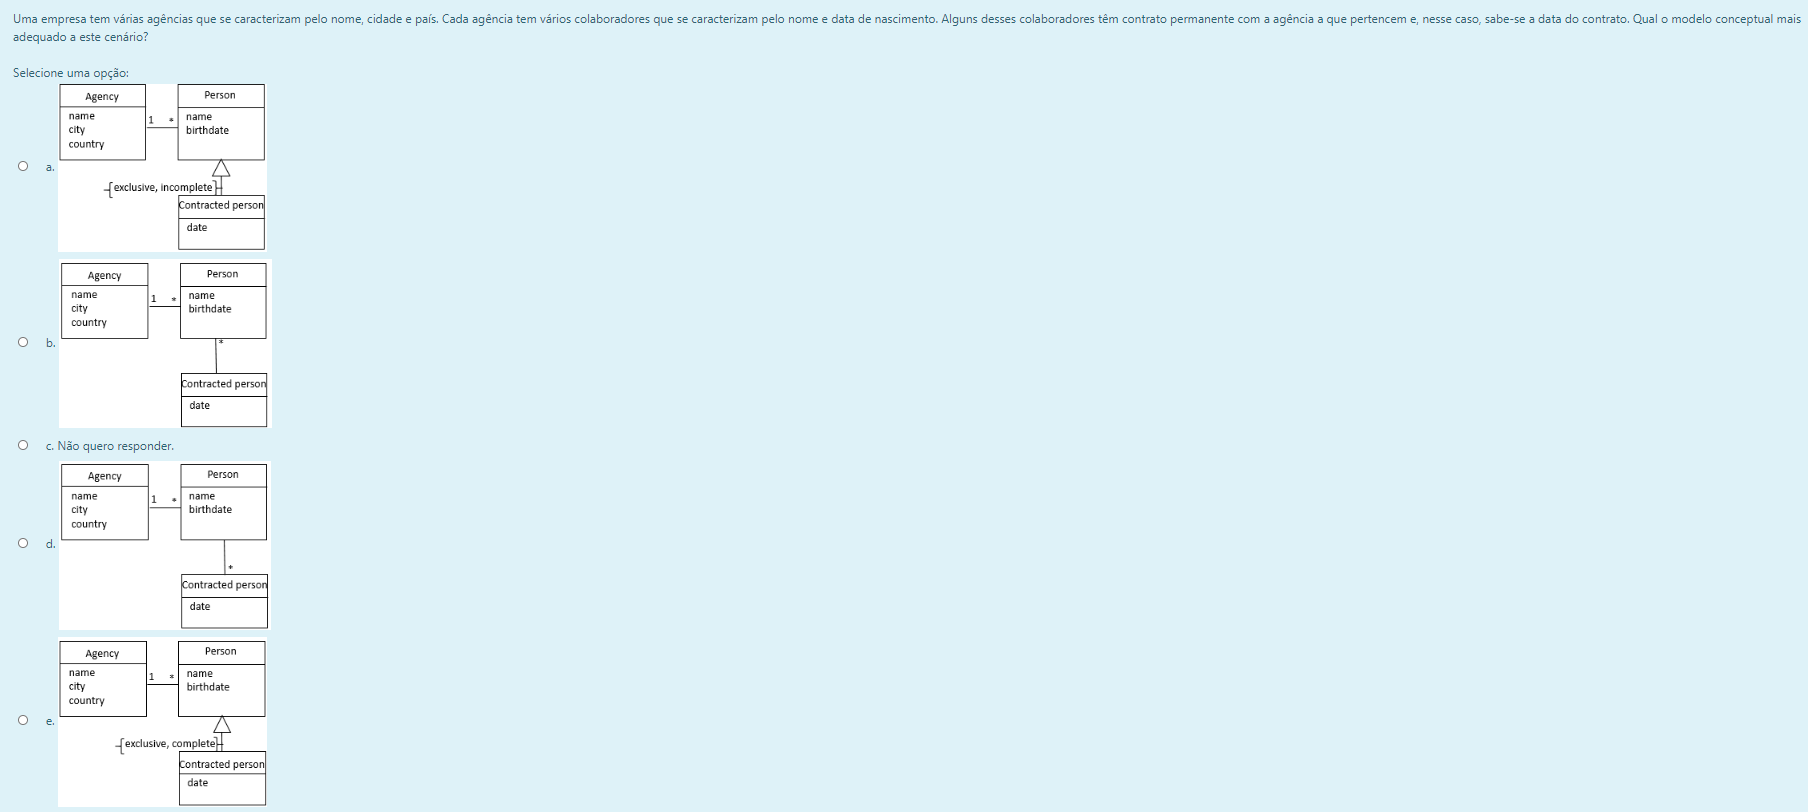 Uma empresa tem várias agências que se caracterizam pelo nome, cidade e país. Cada agência tem vários colaboradores que se caracterizam pelo nome e data de nascimento. Alguns desses colaboradores têm contrato permanente com a agência a que pertencem e, nesse caso, sabe-se a data do contrato. Qual o modelo conceptual mais
adequado a este cenário?
Selecione uma opção:
a.
Agency
name
city
country
1 *
Person
name
birthdate
{exclusive, incomplete}
Contracted person
date
b.
Agency
name
city
country
1 *
Person
name
birthdate
*
Contracted person
date
c. Não quero responder.
d.
Agency
name
city
country
1 *
Person
name
birthdate
*
Contracted person
date
e.
Agency
name
city
country
1 *
Person
name
birthdate
{exclusive, complete}
Contracted person
date